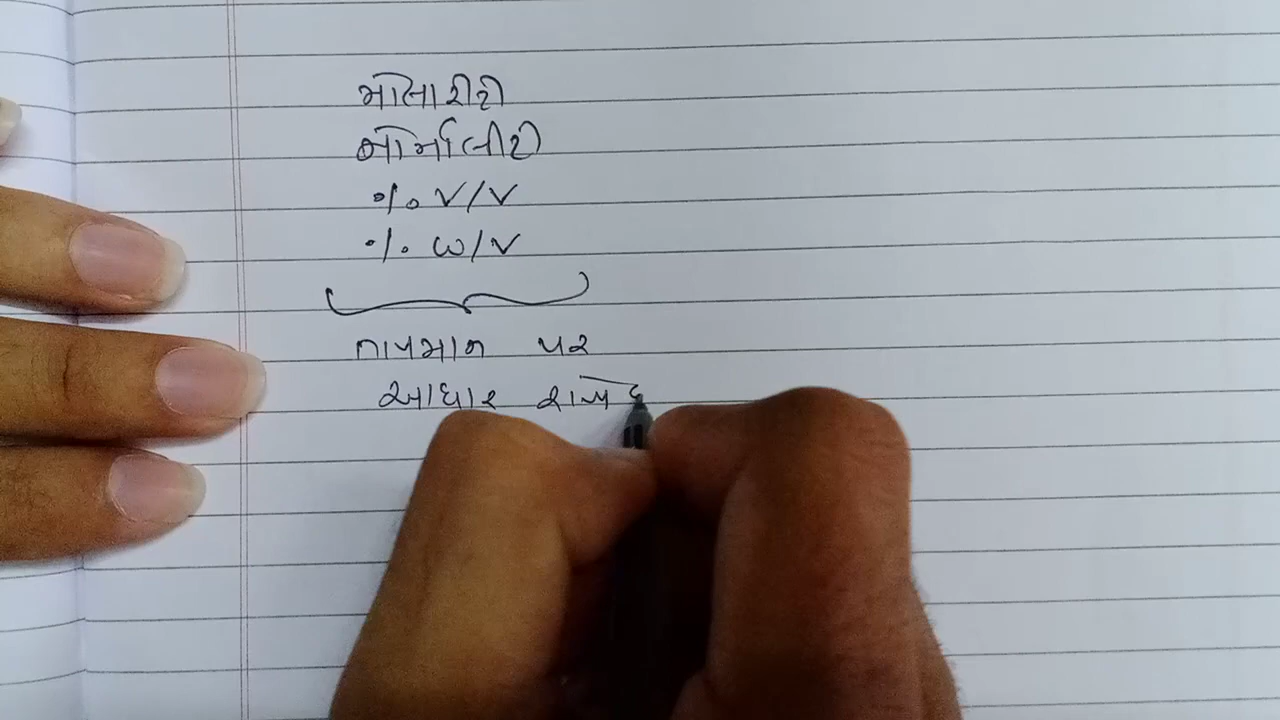 મોલારીટી
નોર્માલીટી
% V/V
% W/V
તાપમાન પર
આધાર રાખે